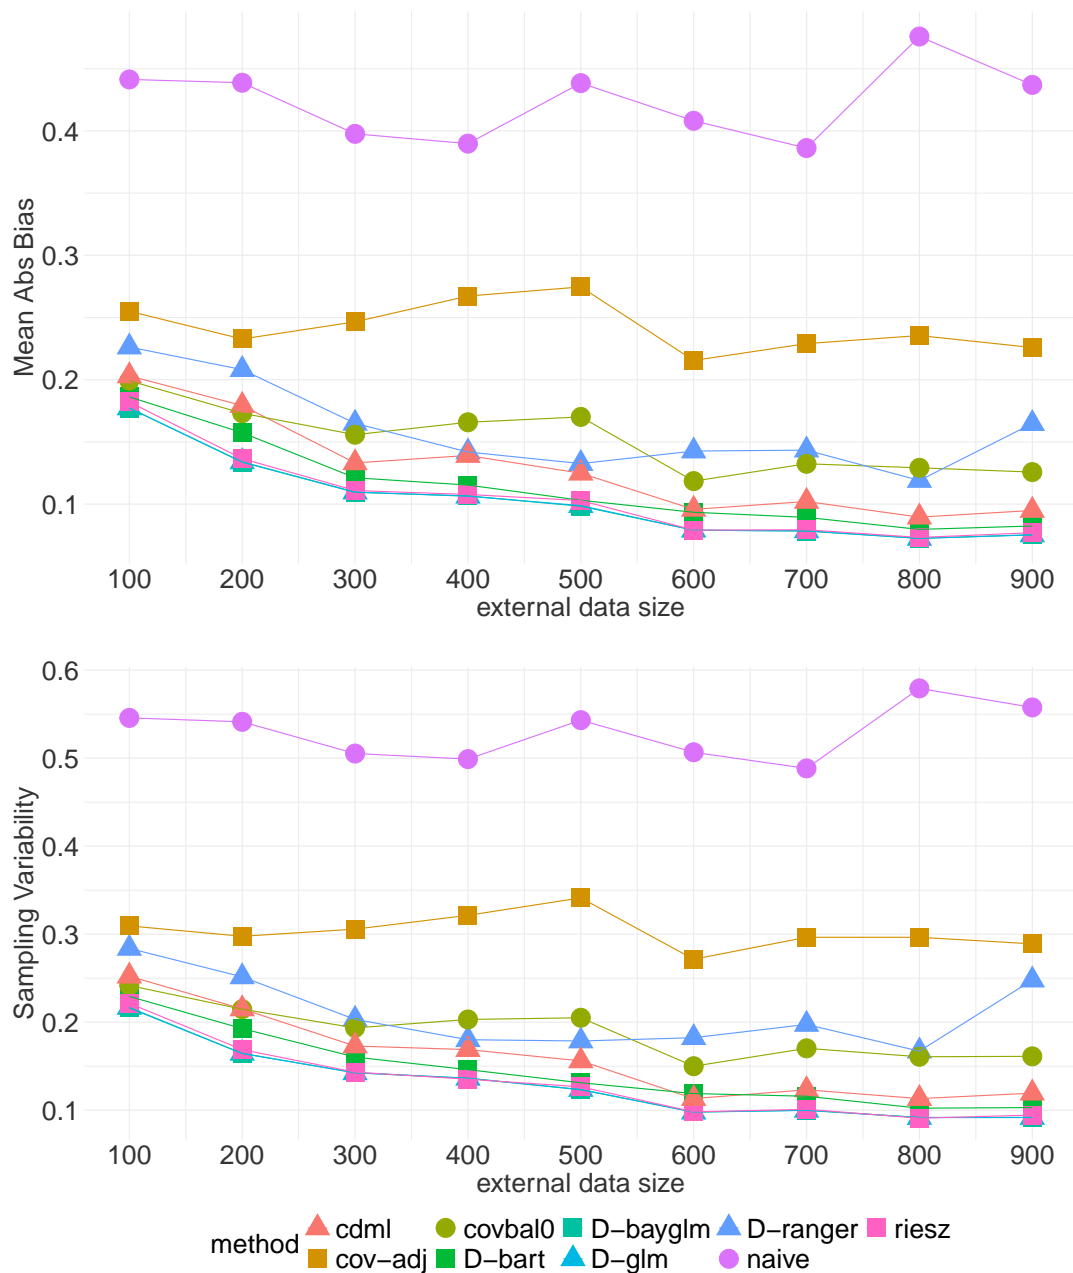 Mean Abs Bias
0.4
0.3
0.2
0.1
100 200 300 400 500 600 700 800 900
external data size
Sampling Variability
0.6
0.5
0.4
0.3
0.2
0.1
100 200 300 400 500 600 700 800 900
external data size
method
cdml covbal0 D−bayglm D−ranger riesz
cov−adj D−bart D−glm naive